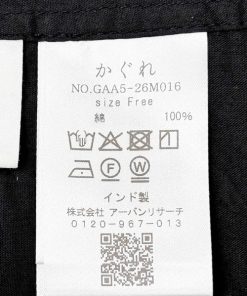 かぐれ
NO.GAA5-26M016
size Free
綿 100%
インド製
株式会社 アーバンリサーチ
0120-967-013